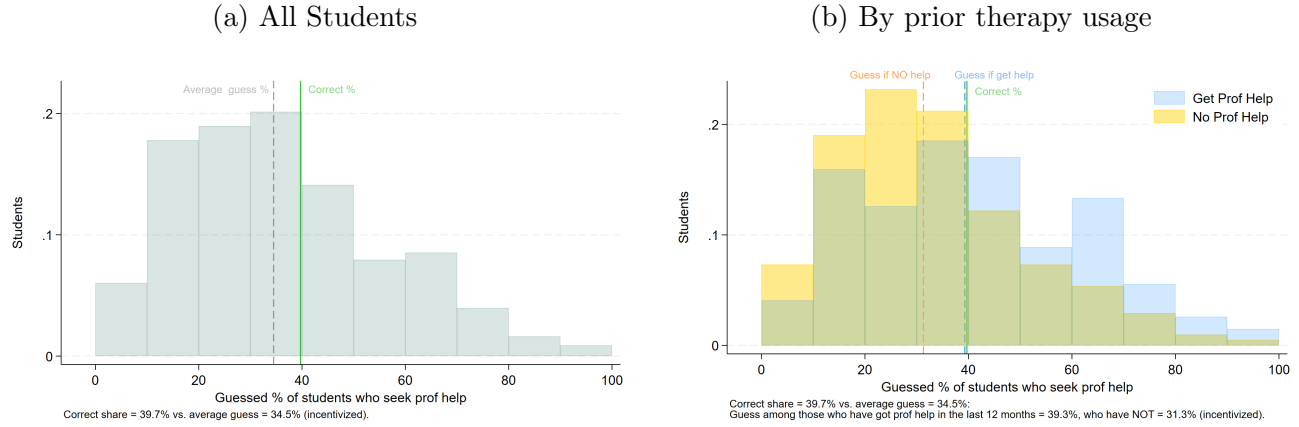 (a) All Students
Average guess %
Correct %
.2
.1
0
Students
0 20 40 60 80 100
Guessed % of students who seek prof help
Correct share = 39.7% vs. average guess = 34.5% (incentivized).
(b) By prior therapy usage
Guess if NO help
Guess if get help
Correct %
Get Prof Help
No Prof Help
.2
.1
0
Students
0 20 40 60 80 100
Guessed % of students who seek prof help
Correct share = 39.7% vs. average guess = 34.5%:
Guess among those who have got prof help in the last 12 months = 39.3%, who have NOT = 31.3% (incentivized).